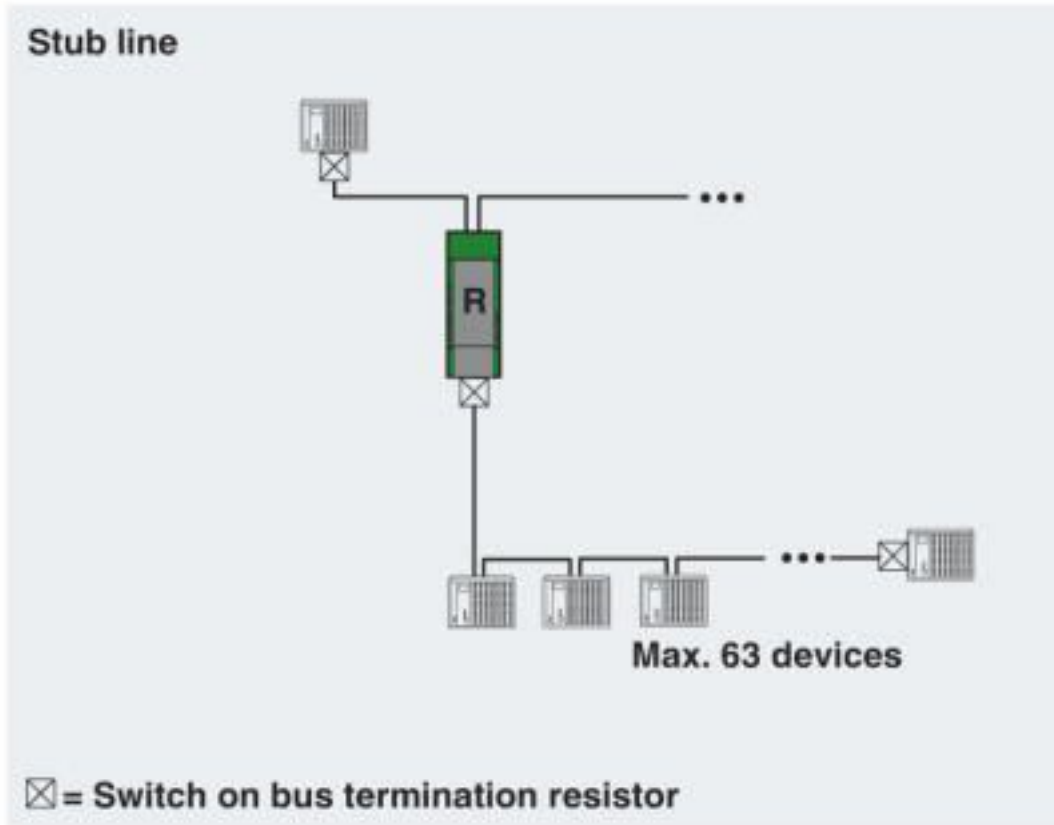 Stub line
R
Max. 63 devices
= Switch on bus termination resistor